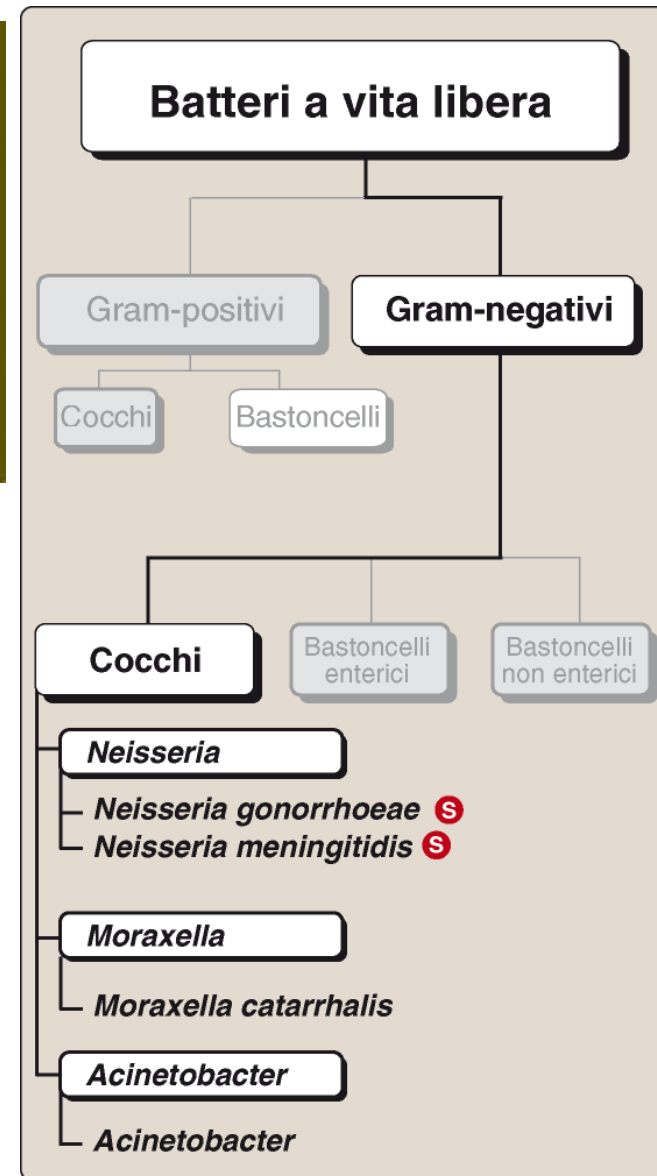 Batteri a vita libera
Gram-positivi
Gram-negativi
Cocchi
Bastoncelli
Cocchi
Bastoncelli
enterici
Bastoncelli
non enterici
Neisseria
Neisseria gonorrhoeae S
Neisseria meningitidis S
Moraxella
Moraxella catarrhalis
Acinetobacter
Acinetobacter